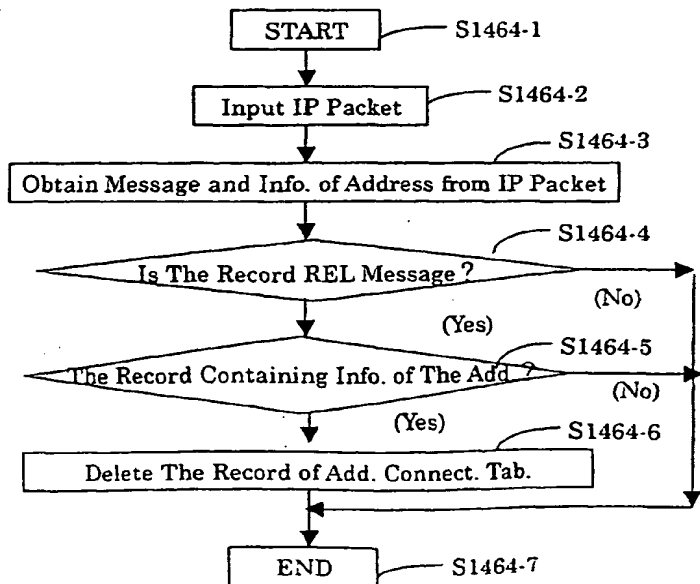 START
S1464-1
Input IP Packet
S1464-2
S1464-3
Obtain Message and Info. of Address from IP Packet
S1464-4
Is The Record REL Message ?
(No)
(Yes)
S1464-5
The Record Containing Info. of The Add ?
(No)
(Yes)
S1464-6
Delete The Record of Add. Connect. Tab.
END
S1464-7